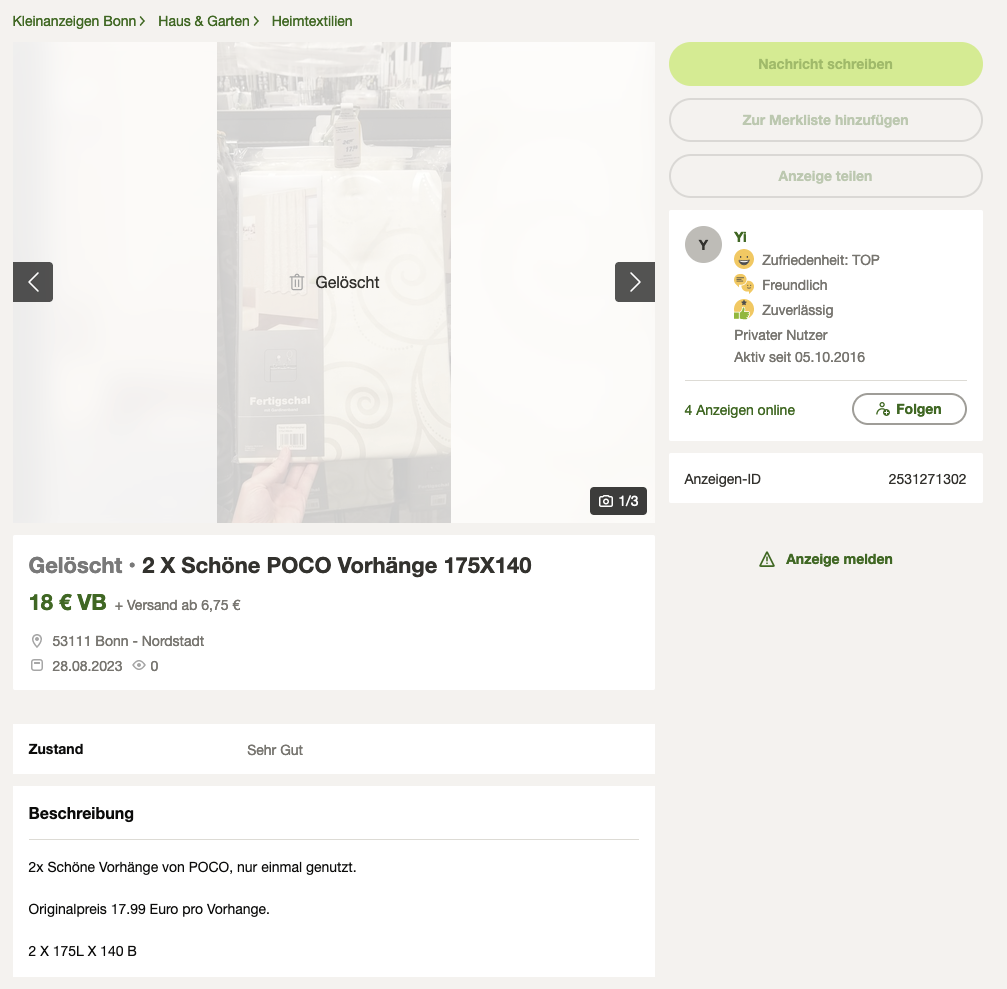 Kleinanzeigen Bonn > Haus & Garten > Heimtextilien
Gelöscht
Fertigschal
1/3
Gelöscht • 2 X Schöne POCO Vorhänge 175X140
18 € VB + Versand ab 6,75 €
53111 Bonn - Nordstadt
28.08.2023 0
Zustand Sehr Gut
Beschreibung
2x Schöne Vorhänge von POCO, nur einmal genutzt.
Originalpreis 17.99 Euro pro Vorhange.
2 X 175L X 140 B
Nachricht schreiben
Zur Merkliste hinzufügen
Anzeige teilen
Y
Yi
Zufriedenheit: TOP
Freundlich
Zuverlässig
Privater Nutzer
Aktiv seit 05.10.2016
4 Anzeigen online
Folgen
Anzeigen-ID 2531271302
Anzeige melden